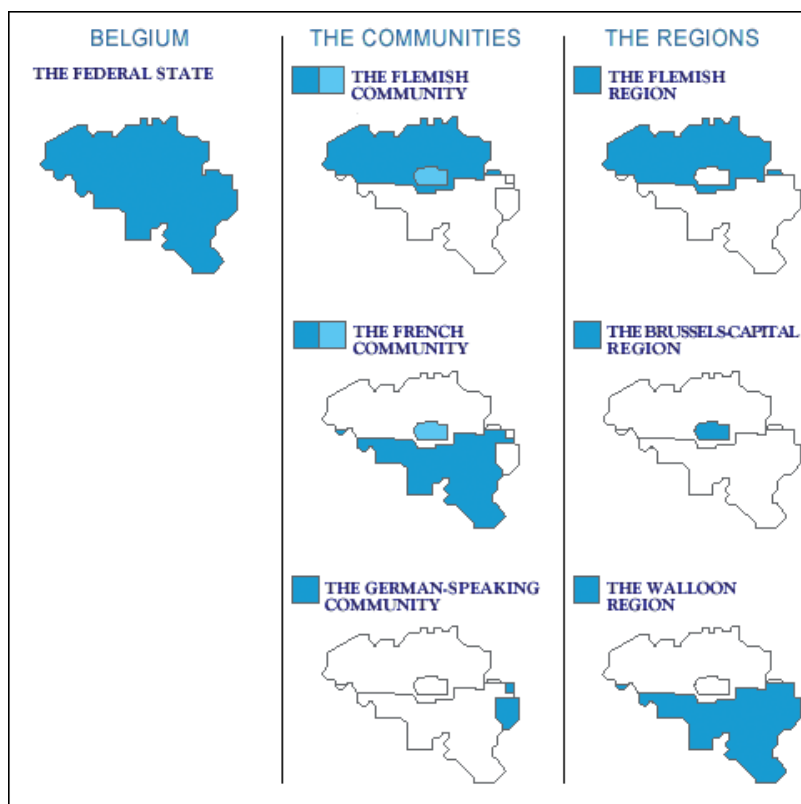 BELGIUM
THE FEDERAL STATE
THE COMMUNITIES
THE FLEMISH
COMMUNITY
THE FRENCH
COMMUNITY
THE GERMAN-SPEAKING
COMMUNITY
THE REGIONS
THE FLEMISH
REGION
THE BRUSSELS-CAPITAL
REGION
THE WALLOON
REGION